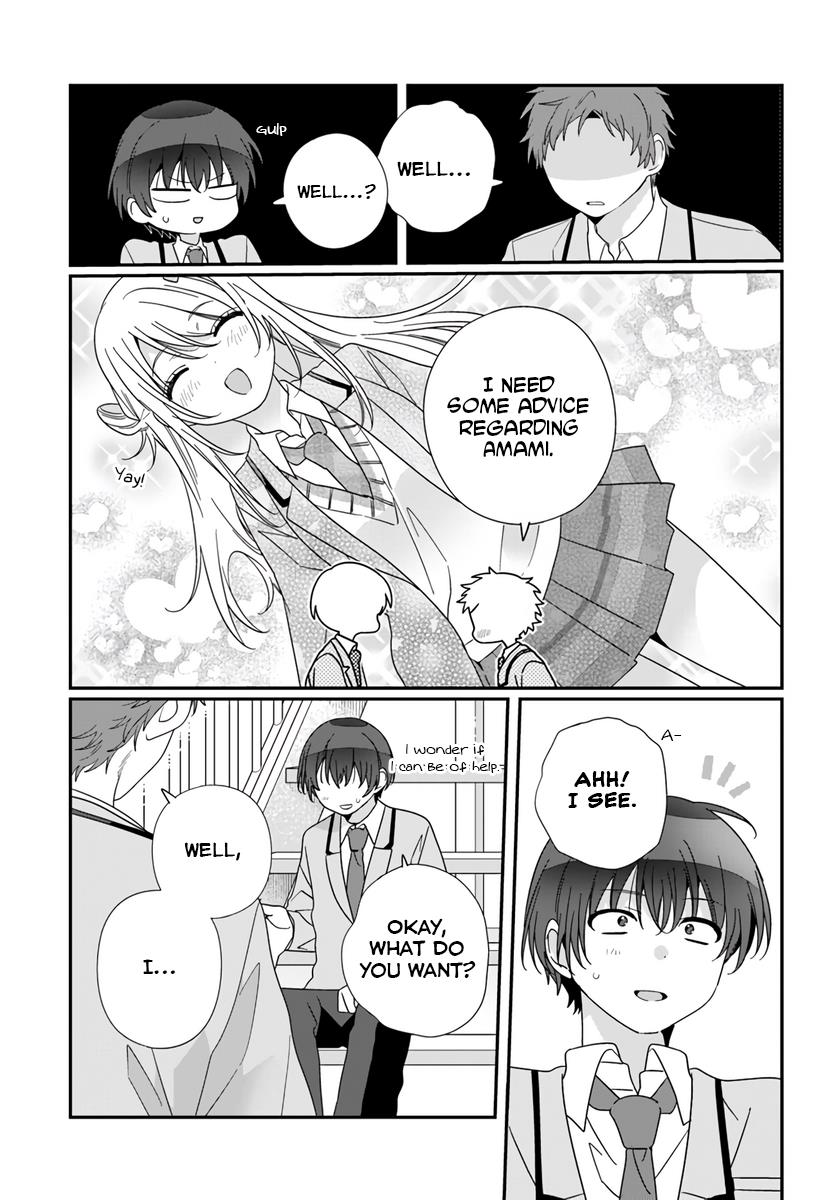 WELL...
WELL...?
Gulp
I NEED
SOME ADVICE
REGARDING
AMAMI.
Yay!
A-
AHH!
I SEE.
I wonder if
I can be of help.
WELL,
I...
OKAY,
WHAT DO
YOU WANT?